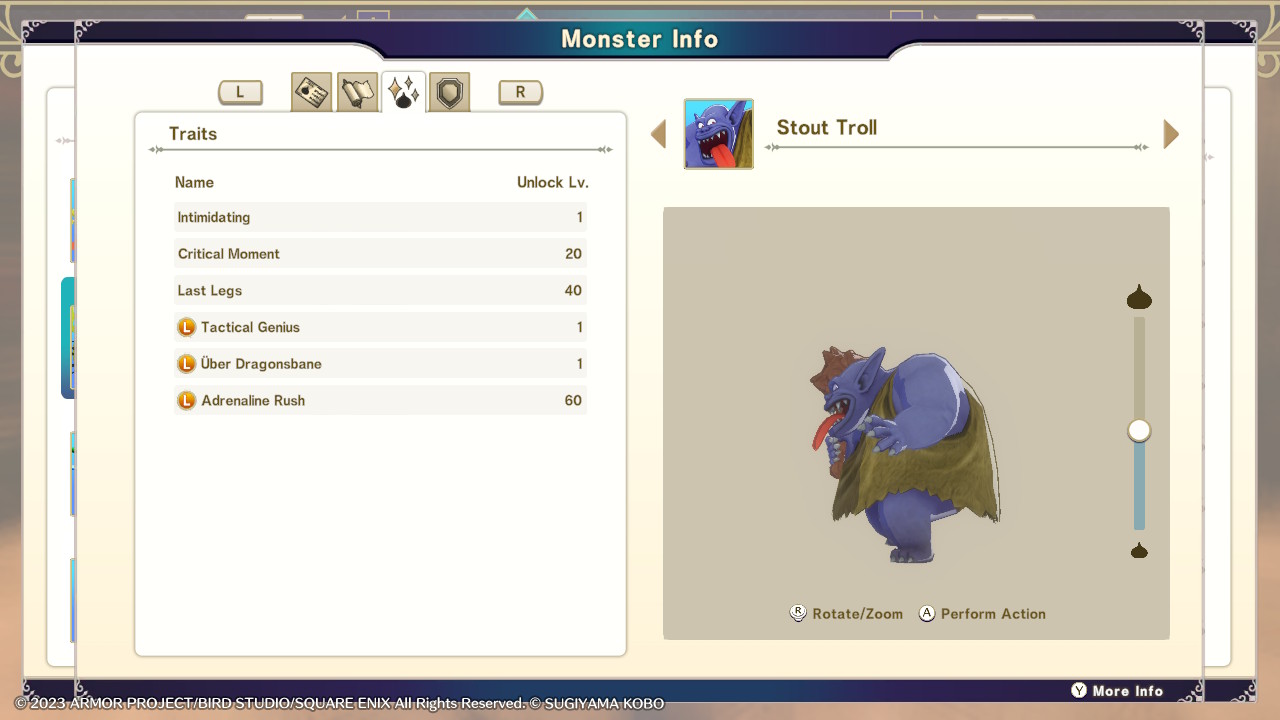 Monster Info
L
R
Traits
Name Unlock Lv.
Intimidating 1
Critical Moment 20
Last Legs 40
L Tactical Genius 1
L Über Dragonsbane 1
L Adrenaline Rush 60
Stout Troll
R Rotate/Zoom A Perform Action
Y More Info
© 2023 ARMOR PROJECT/BIRD STUDIO/SQUARE ENIX All Rights Reserved. © SUGIYAMA KOBO